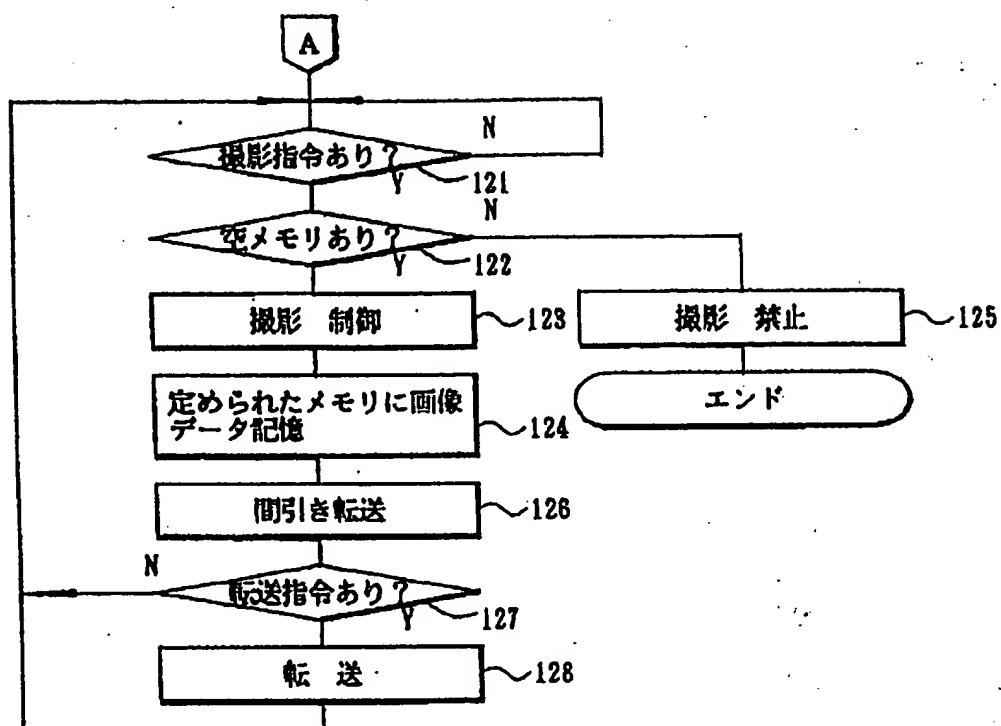 A
N
撮影指令あり?
Y
121
N
空メモリあり?
Y
122
撮影 制御
123
撮影 禁止
125
定められたメモリに画像
データ記憶
124
エンド
間引き転送
126
N
転送指令あり?
Y
127
転 送
128